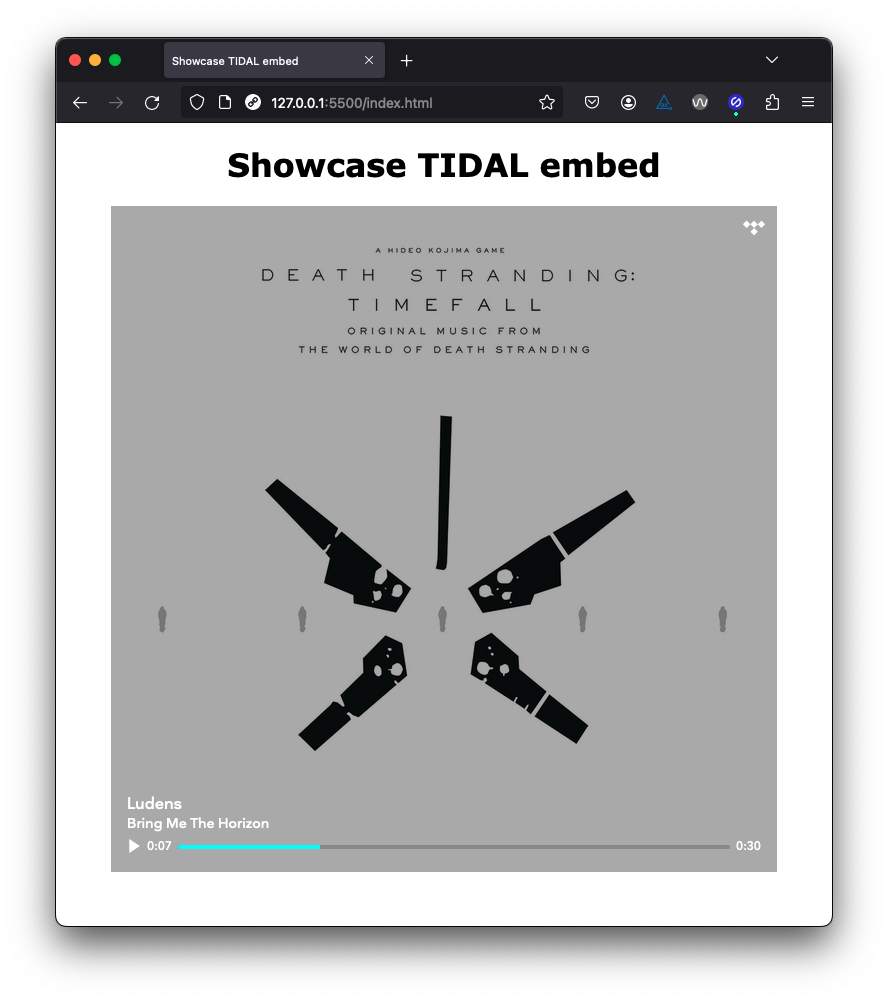 Showcase TIDAL embed
127.0.0.1:5500/index.html
Showcase TIDAL embed
A HIDEO KOJIMA GAME
DEATH STRANDING:
TIMEFALL
ORIGINAL MUSIC FROM
THE WORLD OF DEATH STRANDING
Ludens
Bring Me The Horizon
0:07 0:30